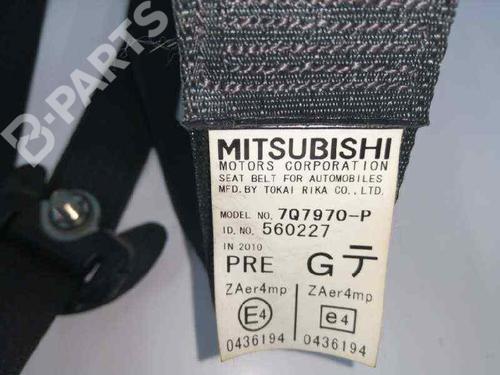 B-PARTS
MITSUBISHI
MOTORS CORPORATION
SEAT BELT FOR AUTOMOBILES
MFD. BY TOKAI RIKA CO., LTD.
MODEL NO. 7Q7970-P
ID. NO. 560227
IN 2010
PRE G テ
ZAer4mp ZAer4mp
E4 e4
0436194 0436194